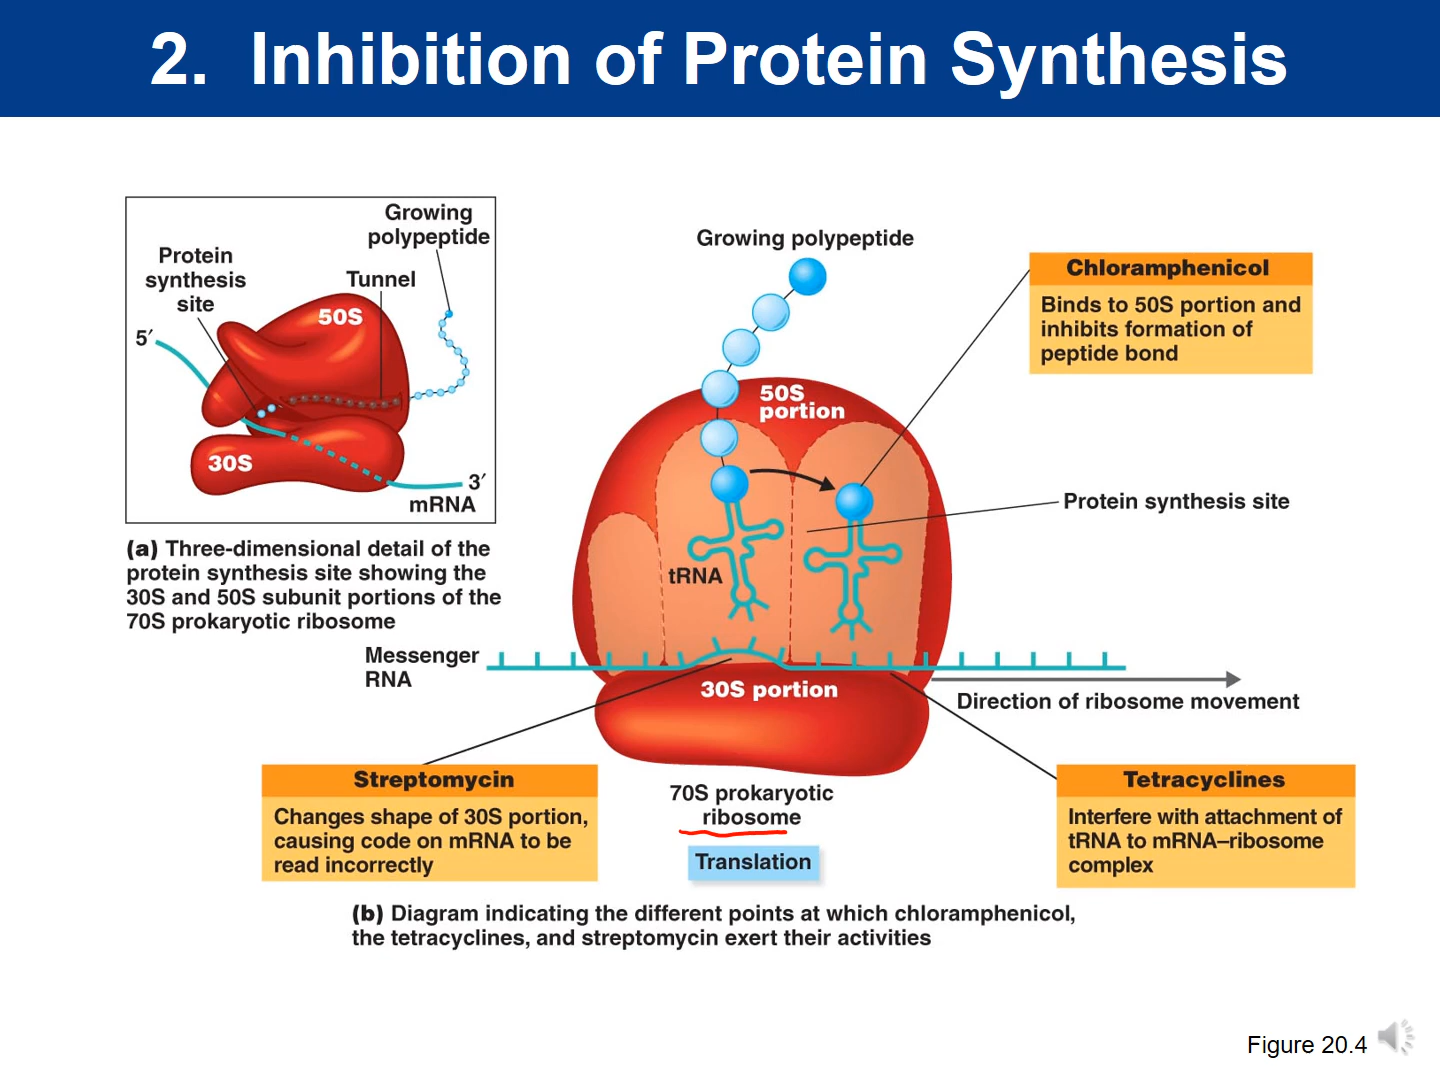 2. Inhibition of Protein Synthesis
Growing
polypeptide
Protein
synthesis
site
Tunnel
50S
5′
30S
3′
mRNA
(a) Three-dimensional detail of the
protein synthesis site showing the
30S and 50S subunit portions of the
70S prokaryotic ribosome
Growing polypeptide
Chloramphenicol
Binds to 50S portion and
inhibits formation of
peptide bond
50S
portion
Protein synthesis site
tRNA
Messenger
RNA
30S portion
Direction of ribosome movement
Streptomycin
Changes shape of 30S portion,
causing code on mRNA to be
read incorrectly
70S prokaryotic
ribosome
Translation
Tetracyclines
Interfere with attachment of
tRNA to mRNA–ribosome
complex
(b) Diagram indicating the different points at which chloramphenicol,
the tetracyclines, and streptomycin exert their activities
Figure 20.4